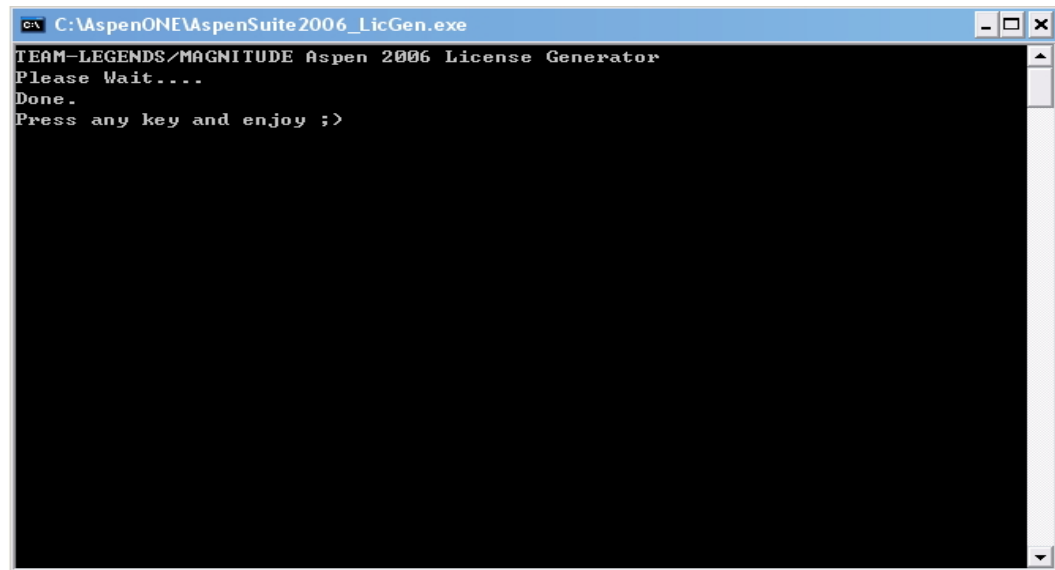 C:\AspenONE\AspenSuite2006_LicGen.exe
TEAM-LEGENDS/MAGNITUDE Aspen 2006 License Generator
Please Wait....
Done.
Press any key and enjoy ;>